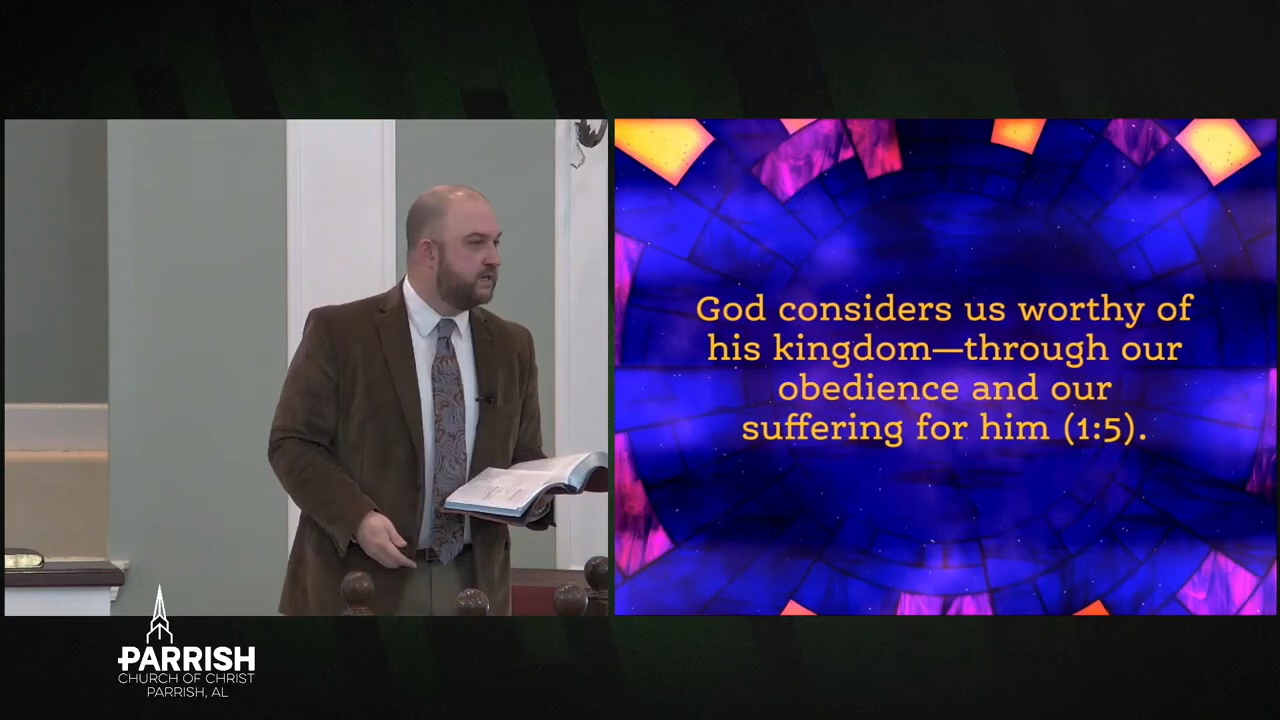 God considers us worthy of
his kingdom—through our
obedience and our
suffering for him (1:5).
PARRISH
CHURCH OF CHRIST
PARRISH, AL